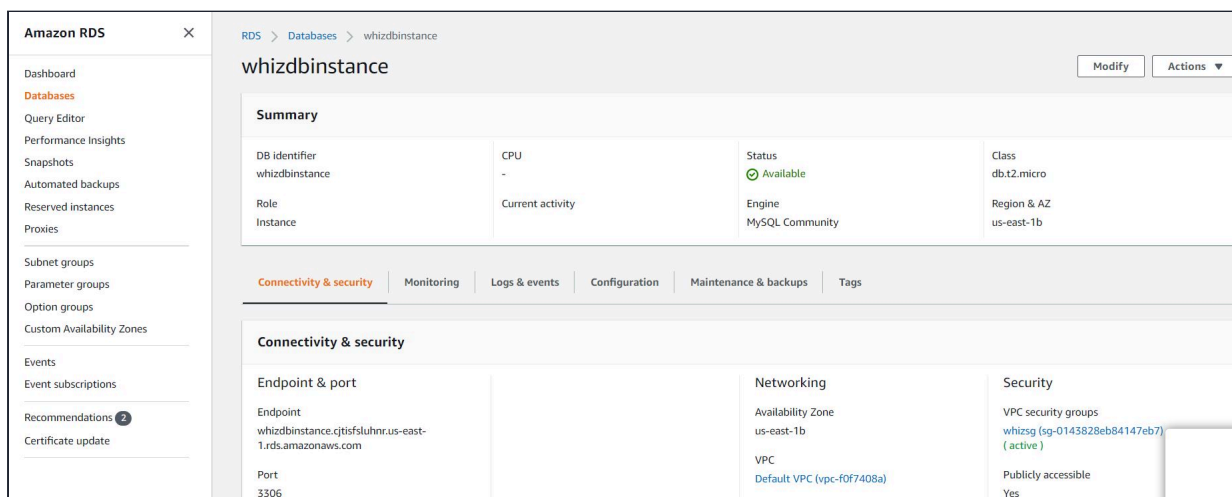 Amazon RDS
Dashboard
Databases
Query Editor
Performance Insights
Snapshots
Automated backups
Reserved instances
Proxies
Subnet groups
Parameter groups
Option groups
Custom Availability Zones
Events
Event subscriptions
Recommendations 2
Certificate update
RDS > Databases > whizdbinstance
whizdbinstance
Modify
Actions
Summary
DB identifier
whizdbinstance
CPU
-
Status
Available
Class
db.t2.micro
Role
Instance
Current activity
Engine
MySQL Community
Region & AZ
us-east-1b
Connectivity & security
Monitoring
Logs & events
Configuration
Maintenance & backups
Tags
Connectivity & security
Endpoint & port
Endpoint
whizdbinstance.cjtisfsluhnr.us-east-
1.rds.amazonaws.com
Port
3306
Networking
Availability Zone
us-east-1b
VPC
Default VPC (vpc-f0f7408a)
Security
VPC security groups
whizsg (sg-0143828eb84147eb7)
( active )
Publicly accessible
Yes